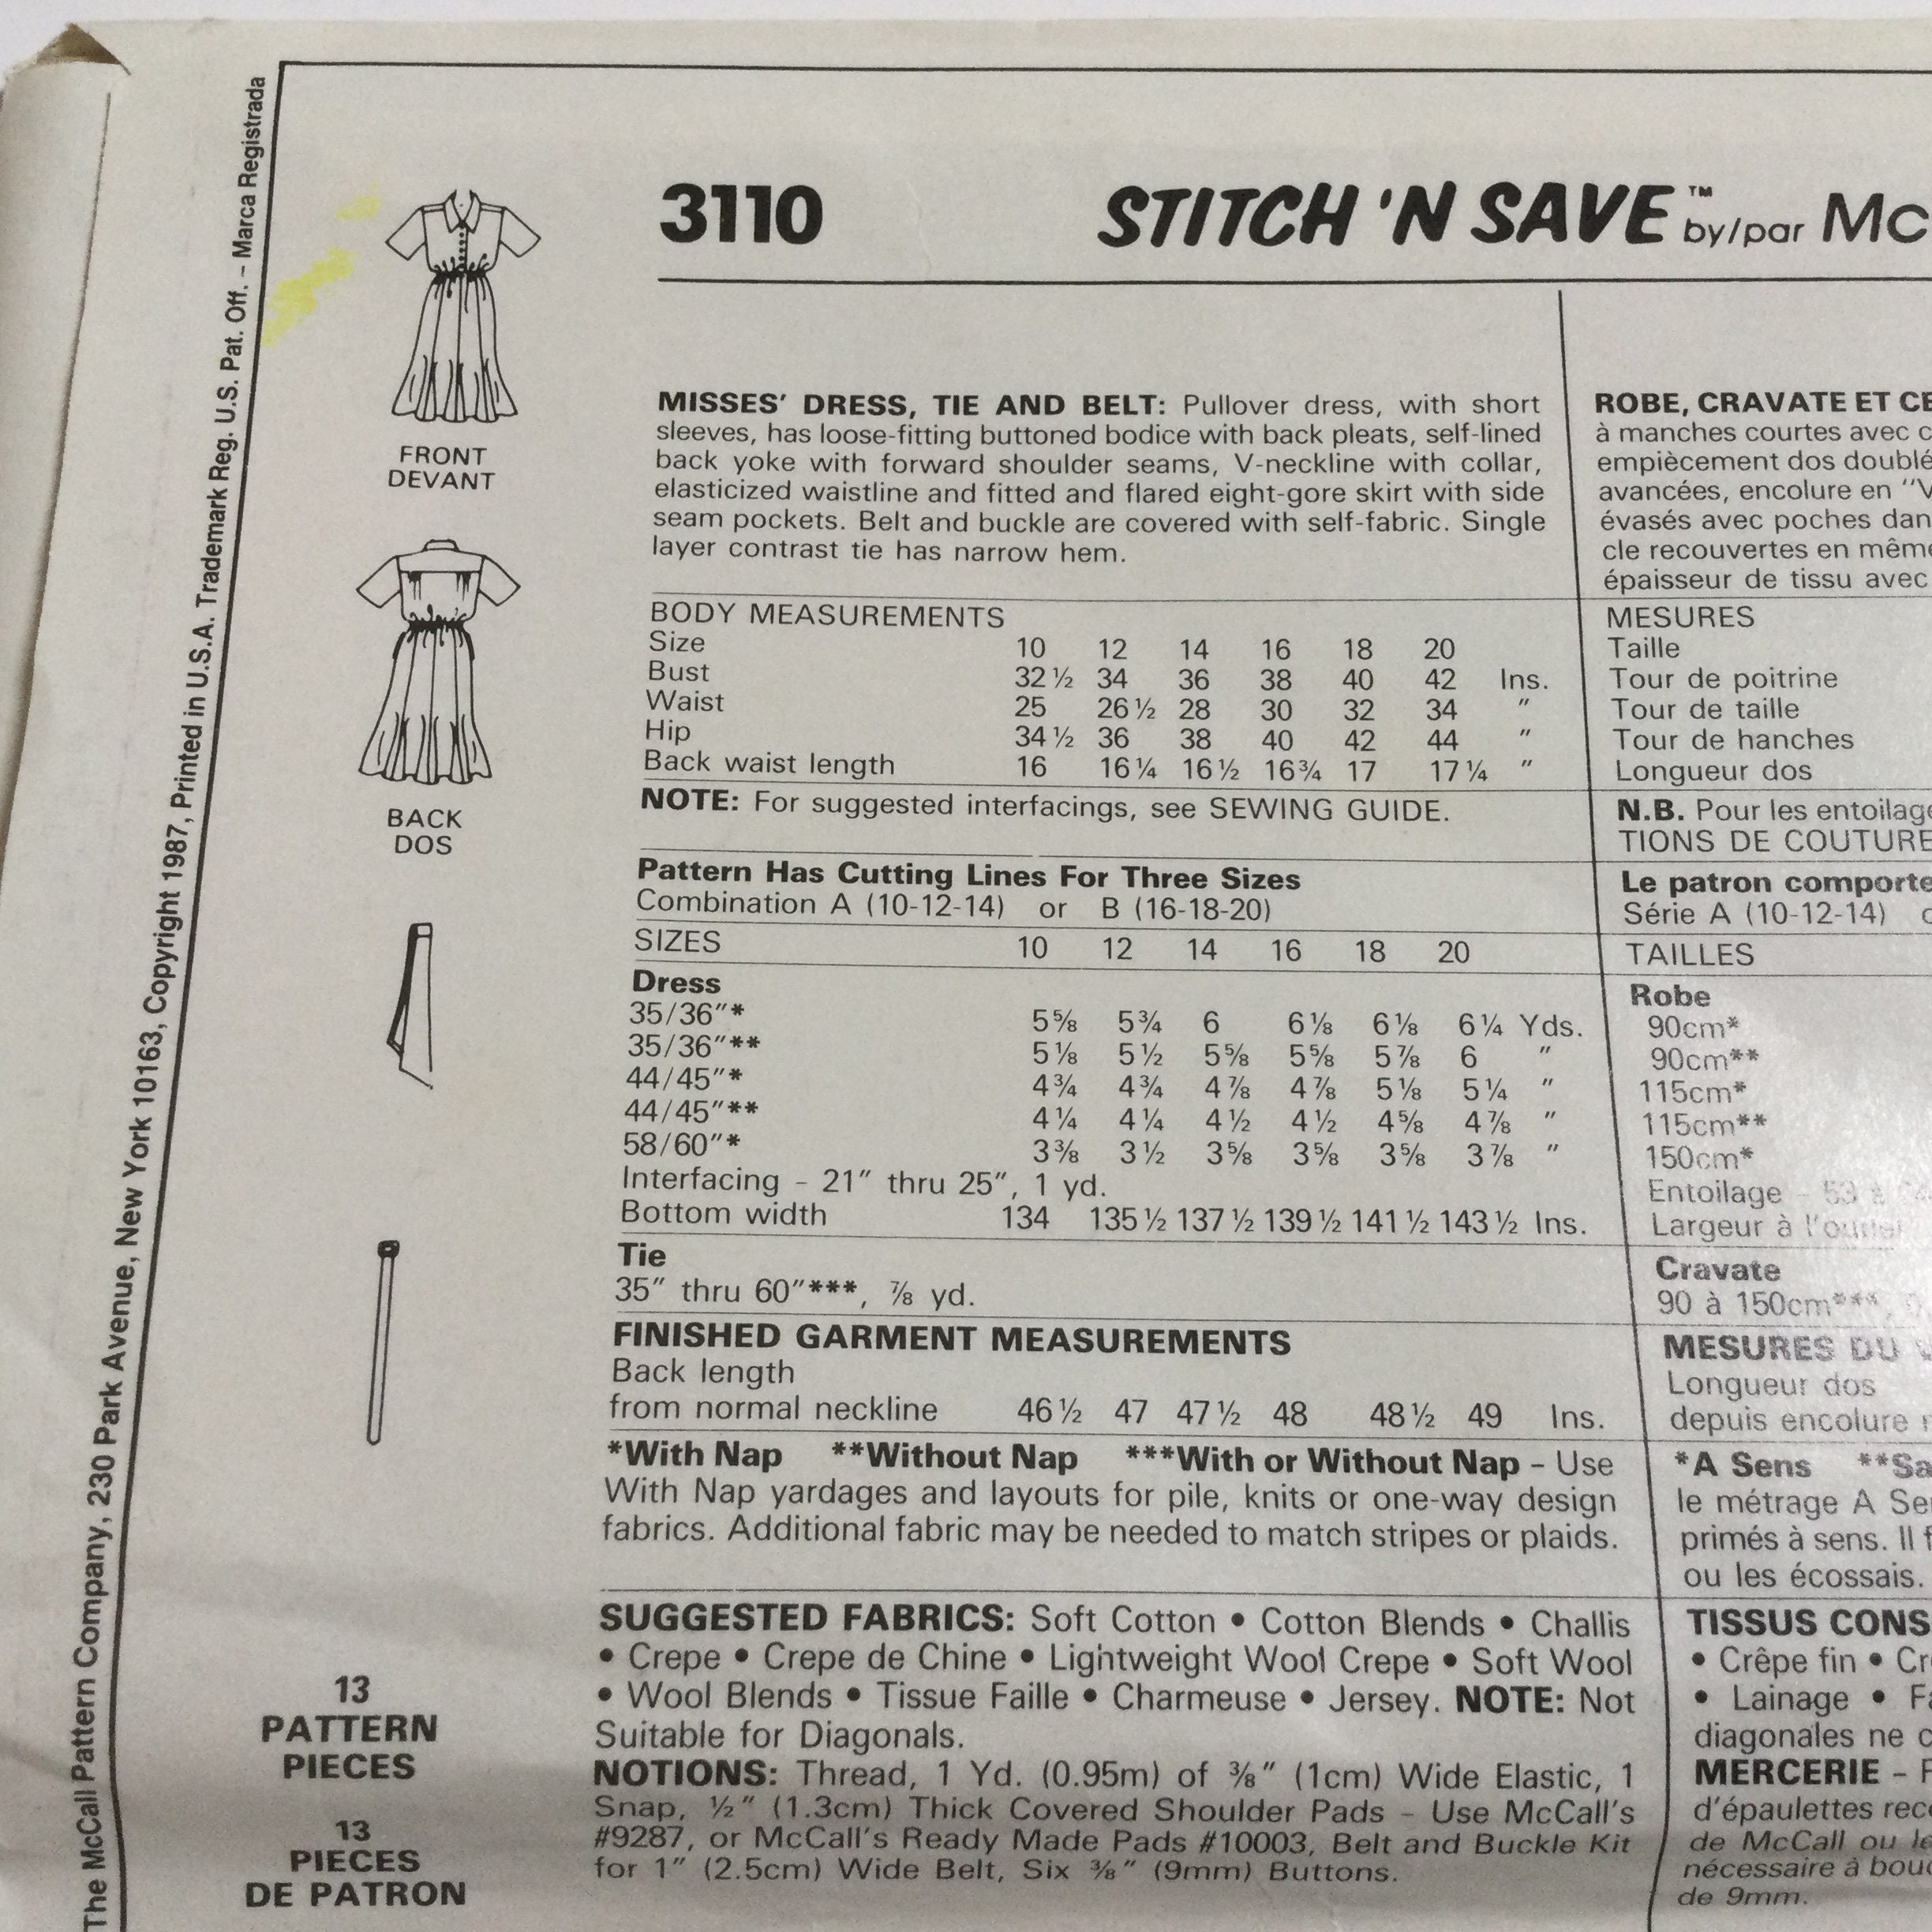 The McCall Pattern Company, 230 Park Avenue, New York 10163, Copyright 1987, Printed in U.S.A. Trademark Reg. U.S. Pat. Off. – Marca Registrada
FRONT
DEVANT
BACK
DOS
13
PATTERN
PIECES
13
PIECES
DE PATRON
3110 STITCH 'N SAVE™ by/par Mc
MISSES' DRESS, TIE AND BELT: Pullover dress, with short
sleeves, has loose-fitting buttoned bodice with back pleats, self-lined
back yoke with forward shoulder seams, V-neckline with collar,
elasticized waistline and fitted and flared eight-gore skirt with side
seam pockets. Belt and buckle are covered with self-fabric. Single
layer contrast tie has narrow hem.
BODY MEASUREMENTS
Size 10 12 14 16 18 20
Bust 32½ 34 36 38 40 42 Ins.
Waist 25 26½ 28 30 32 34 "
Hip 34½ 36 38 40 42 44 "
Back waist length 16 16¼ 16½ 16¾ 17 17¼ "
NOTE: For suggested interfacings, see SEWING GUIDE.
Pattern Has Cutting Lines For Three Sizes
Combination A (10-12-14) or B (16-18-20)
SIZES 10 12 14 16 18 20
Dress
35/36"* 5⅝ 5¾ 6 6⅛ 6⅛ 6¼ Yds.
35/36"** 5⅛ 5½ 5⅝ 5⅝ 5⅞ 6 "
44/45"* 4¾ 4¾ 4⅞ 4⅞ 5⅛ 5¼ "
44/45"** 4¼ 4¼ 4½ 4½ 4⅝ 4⅞ "
58/60"* 3⅜ 3½ 3⅝ 3⅝ 3⅝ 3⅞ "
Interfacing – 21" thru 25", 1 yd.
Bottom width 134 135½ 137½ 139½ 141½ 143½ Ins.
Tie
35" thru 60"***, ⅞ yd.
FINISHED GARMENT MEASUREMENTS
Back length
from normal neckline 46½ 47 47½ 48 48½ 49 Ins.
*With Nap **Without Nap ***With or Without Nap – Use
With Nap yardages and layouts for pile, knits or one-way design
fabrics. Additional fabric may be needed to match stripes or plaids.
SUGGESTED FABRICS: Soft Cotton • Cotton Blends • Challis
• Crepe • Crepe de Chine • Lightweight Wool Crepe • Soft Wool
• Wool Blends • Tissue Faille • Charmeuse • Jersey. NOTE: Not
Suitable for Diagonals.
NOTIONS: Thread, 1 Yd. (0.95m) of ⅜" (1cm) Wide Elastic, 1
Snap, ½" (1.3cm) Thick Covered Shoulder Pads – Use McCall's
#9287, or McCall's Ready Made Pads #10003, Belt and Buckle Kit
for 1" (2.5cm) Wide Belt, Six ⅜" (9mm) Buttons.
ROBE, CRAVATE ET CE
à manches courtes avec c
empiècement dos doublé
avancées, encolure en "V
évasés avec poches dan
cle recouvertes en même
épaisseur de tissu avec
MESURES
Taille
Tour de poitrine
Tour de taille
Tour de hanches
Longueur dos
N.B. Pour les entoilage
TIONS DE COUTURE
Le patron comporte
Série A (10-12-14)
TAILLES
Robe
90cm*
90cm**
115cm*
115cm**
150cm*
Entoilage – 53 à
Largeur à l'ourlet
Cravate
90 à 150cm***,
MESURES DU
Longueur dos
depuis encolure
*A Sens **Sa
le métrage A Se
primés à sens. Il f
ou les écossais.
TISSUS CONS
• Crêpe fin • Cr
• Lainage • Fa
diagonales ne c
MERCERIE – F
d'épaulettes rec
de McCall ou le
nécessaire à bouc
de 9mm.